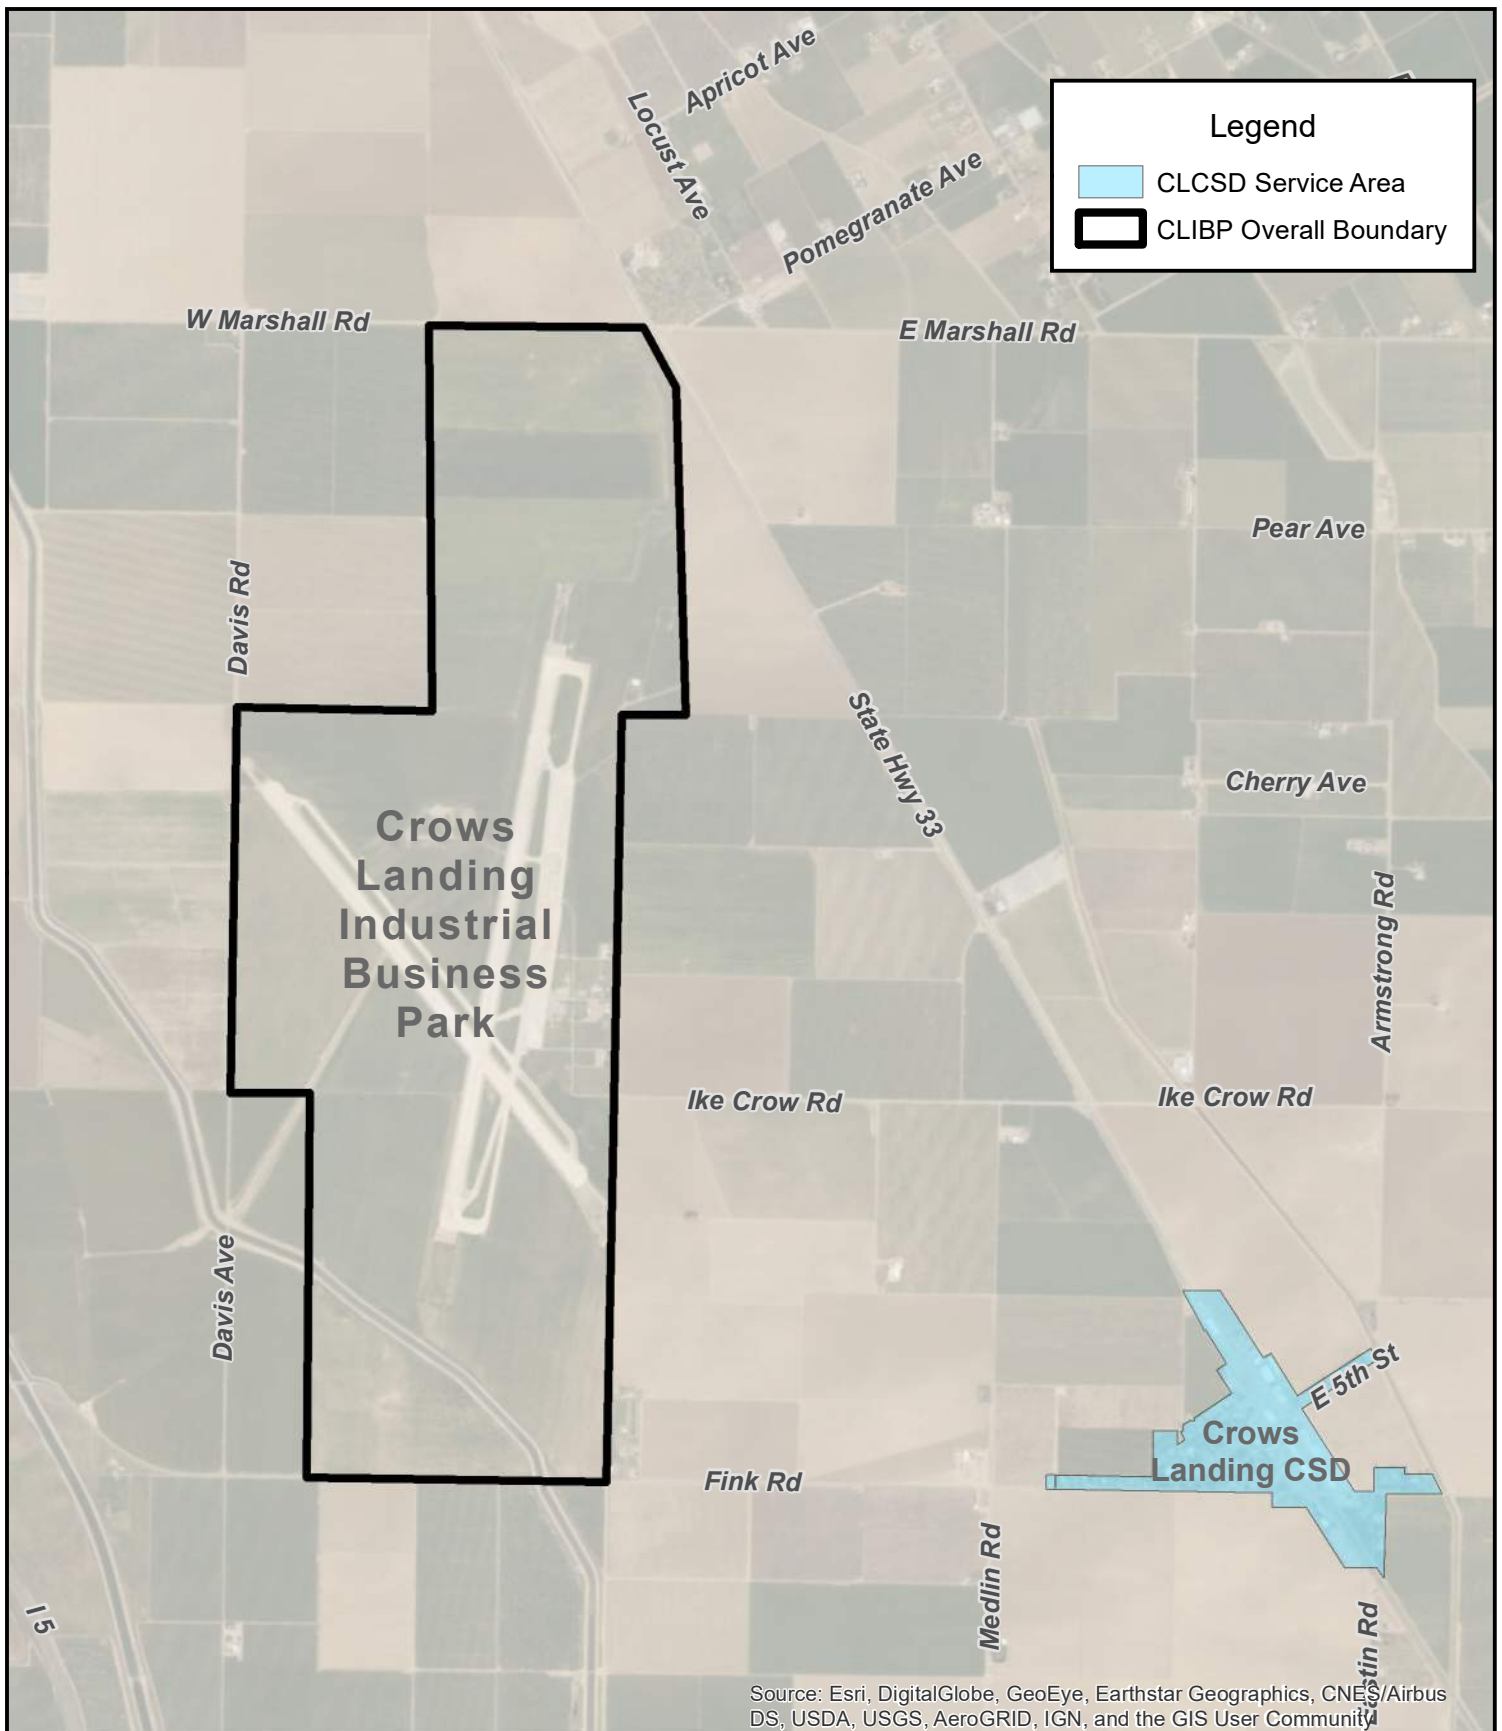 Apricot Ave
Locust Ave
Pomegranate Ave
Legend
CLCSD Service Area
CLIBP Overall Boundary
W Marshall Rd
E Marshall Rd
Pear Ave
Davis Rd
State Hwy 33
Cherry Ave
Crows
Landing
Industrial
Business
Park
Armstrong Rd
Ike Crow Rd
Ike Crow Rd
Davis Ave
E 5th St
Crows
Landing CSD
Fink Rd
Medlin Rd
I 5
Rd
Source: Esri, DigitalGlobe, GeoEye, Earthstar Geographics, CNES/Airbus
DS, USDA, USGS, AeroGRID, IGN, and the GIS User Community